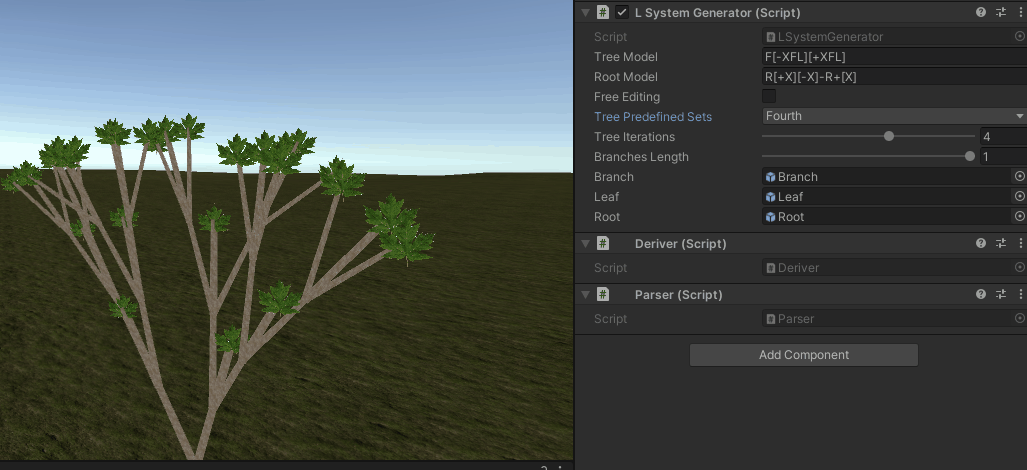 # L System Generator (Script)
Script # LSystemGenerator
Tree Model F[-XFL][+XFL]
Root Model R[+X][-X]-R+[X]
Free Editing
Tree Predefined Sets Fourth
Tree Iterations 4
Branches Length 1
Branch Branch
Leaf Leaf
Root Root
# Deriver (Script)
Script # Deriver
# Parser (Script)
Script # Parser
Add Component